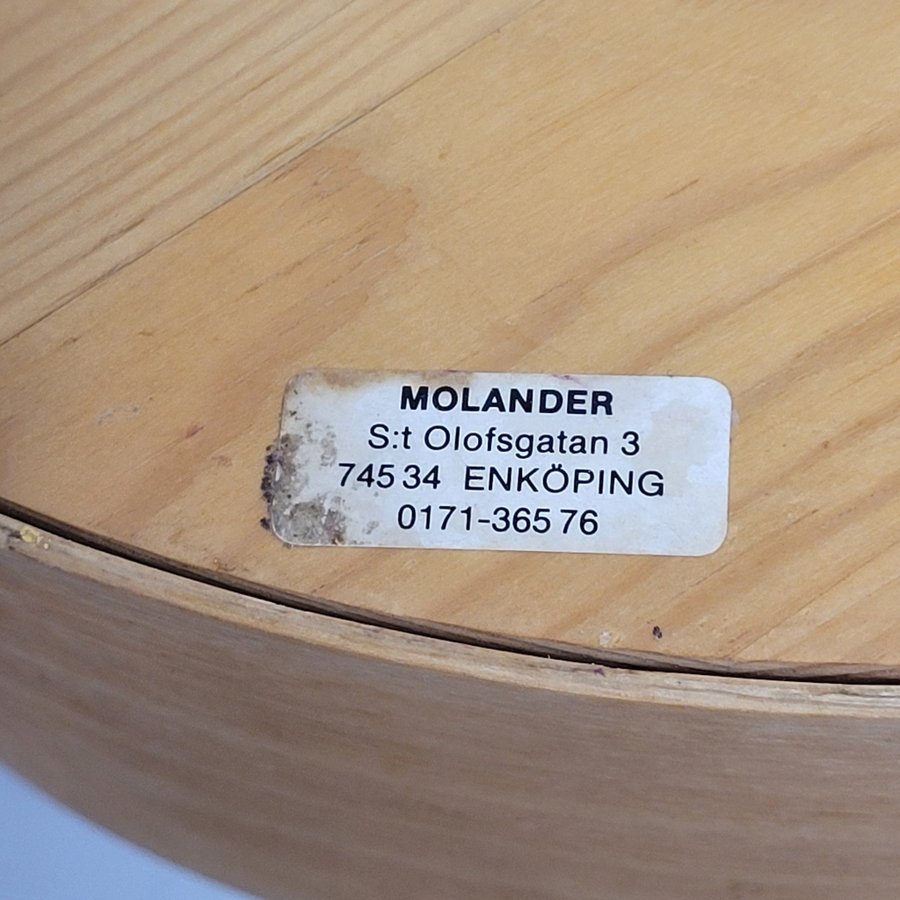 MOLANDER
S:t Olofsgatan 3
745 34 ENKÖPING
0171-365 76